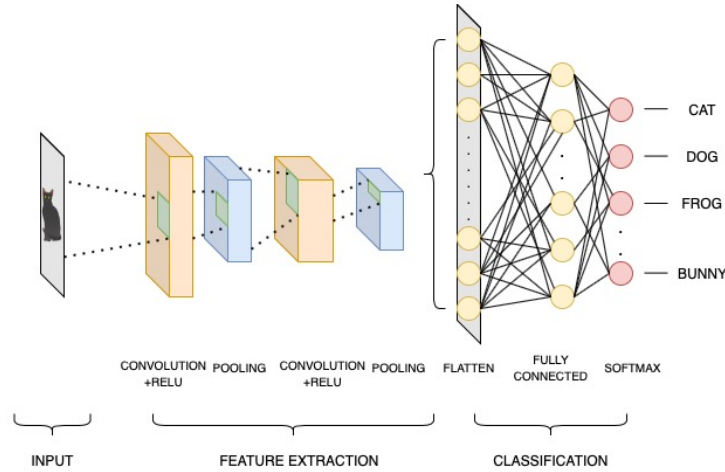 CAT
DOG
FROG
BUNNY
CONVOLUTION
+RELU
POOLING
CONVOLUTION
+RELU
POOLING
FLATTEN
FULLY
CONNECTED
SOFTMAX
INPUT
FEATURE EXTRACTION
CLASSIFICATION